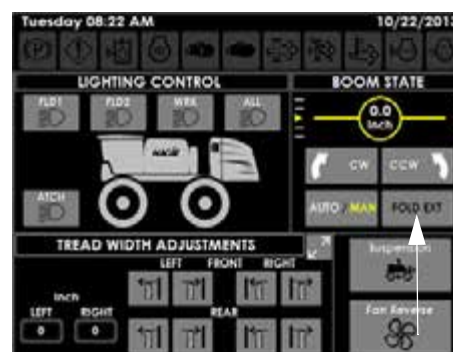 Tuesday 08:22 AM 10/22/2013
LIGHTING CONTROL
FLD1 FLD2 WRK ALL
ATCH
BOOM STATE
0.0
inch
CW CCW
AUTO / MAN FOLD EXT
TREAD WIDTH ADJUSTMENTS
LEFT FRONT RIGHT
REAR
inch
LEFT RIGHT
0 0
Suspension
Fan Reverse